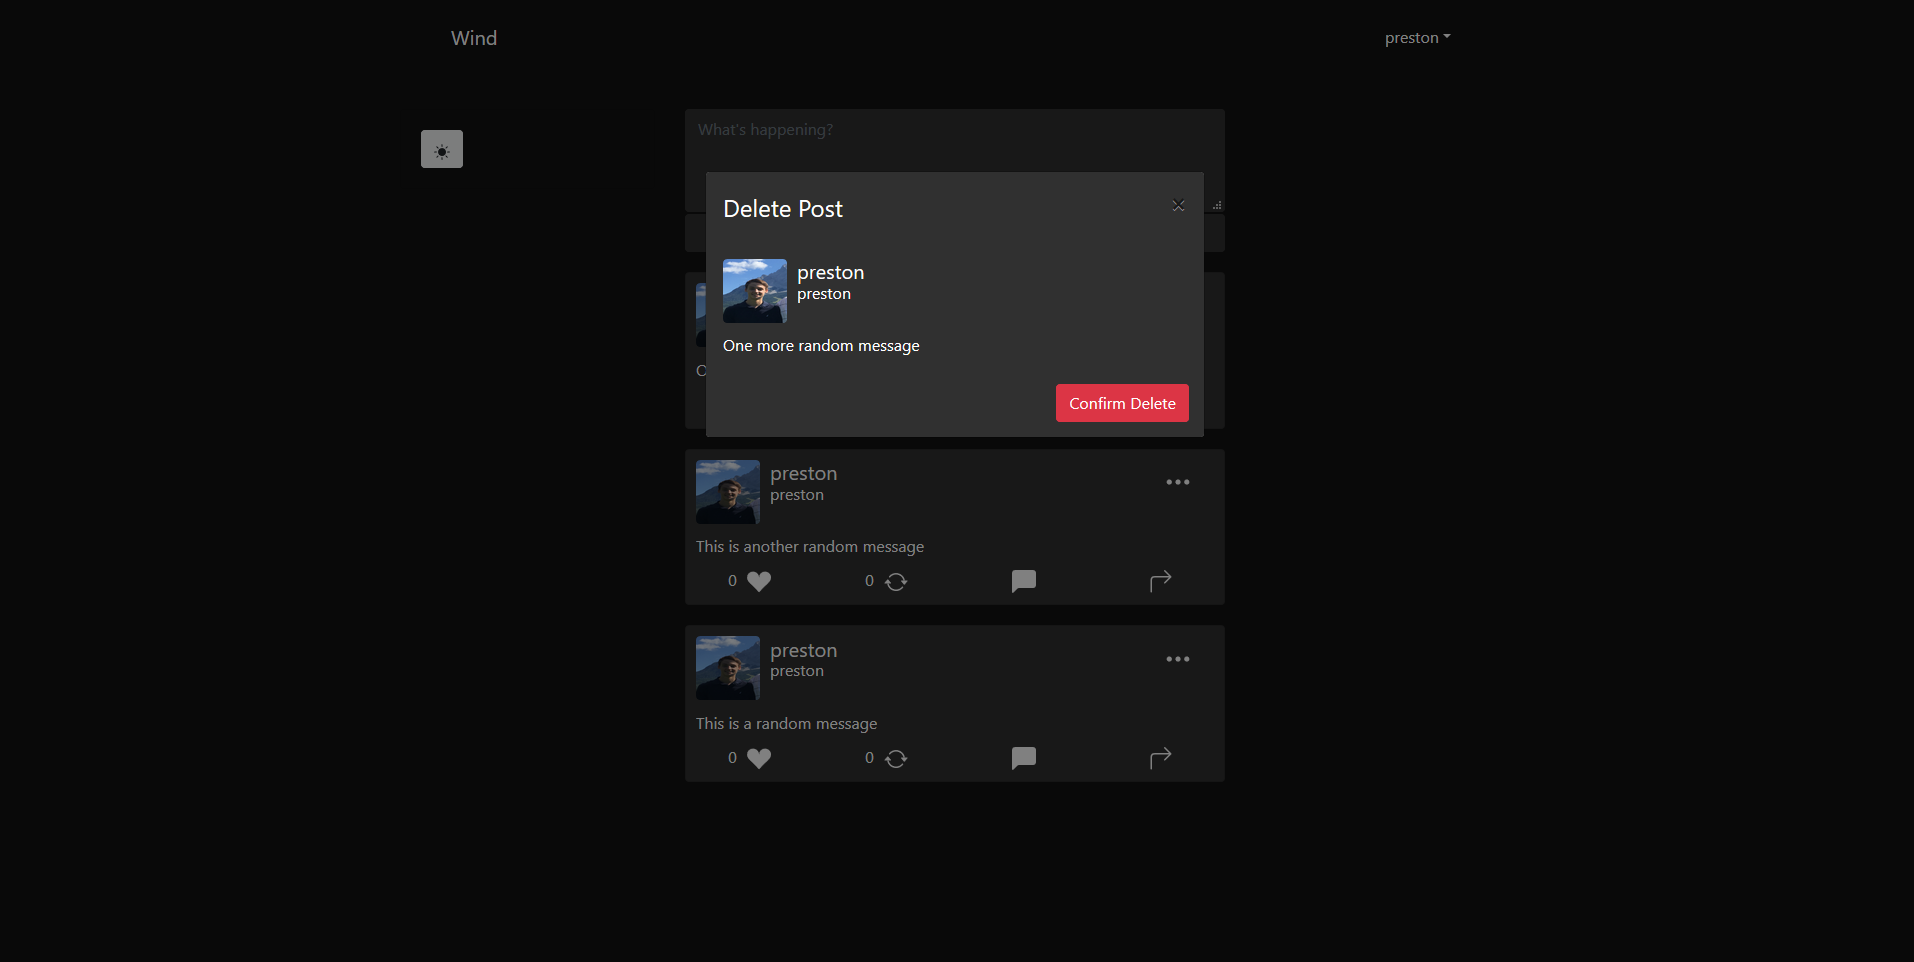 Wind
preston
What's happening?
Delete Post
preston
preston
One more random message
Confirm Delete
preston
preston
This is another random message
0
0
preston
preston
This is a random message
0
0